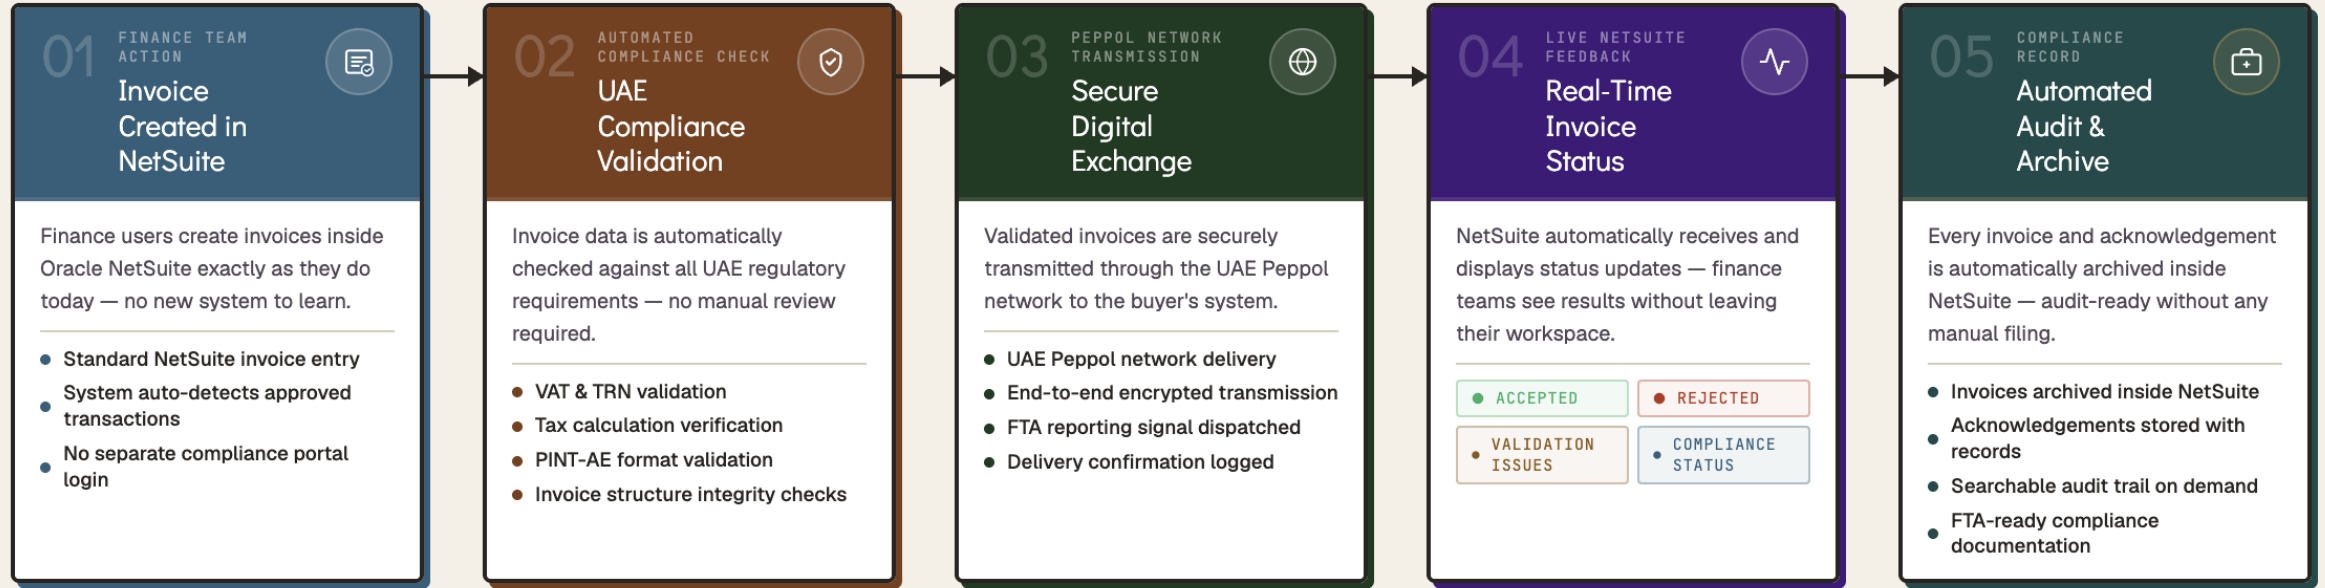 01
FINANCE TEAM
ACTION
Invoice
Created in
NetSuite
Finance users create invoices inside
Oracle NetSuite exactly as they do
today — no new system to learn.
Standard NetSuite invoice entry
System auto-detects approved
transactions
No separate compliance portal
login
02
AUTOMATED
COMPLIANCE CHECK
UAE
Compliance
Validation
Invoice data is automatically
checked against all UAE regulatory
requirements — no manual review
required.
VAT & TRN validation
Tax calculation verification
PINT-AE format validation
Invoice structure integrity checks
03
PEPPOL NETWORK
TRANSMISSION
Secure
Digital
Exchange
Validated invoices are securely
transmitted through the UAE Peppol
network to the buyer's system.
UAE Peppol network delivery
End-to-end encrypted transmission
FTA reporting signal dispatched
Delivery confirmation logged
04
LIVE NETSUITE
FEEDBACK
Real-Time
Invoice
Status
NetSuite automatically receives and
displays status updates — finance
teams see results without leaving
their workspace.
ACCEPTED
REJECTED
VALIDATION
ISSUES
COMPLIANCE
STATUS
05
COMPLIANCE
RECORD
Automated
Audit &
Archive
Every invoice and acknowledgement
is automatically archived inside
NetSuite — audit-ready without any
manual filing.
Invoices archived inside NetSuite
Acknowledgements stored with
records
Searchable audit trail on demand
FTA-ready compliance
documentation